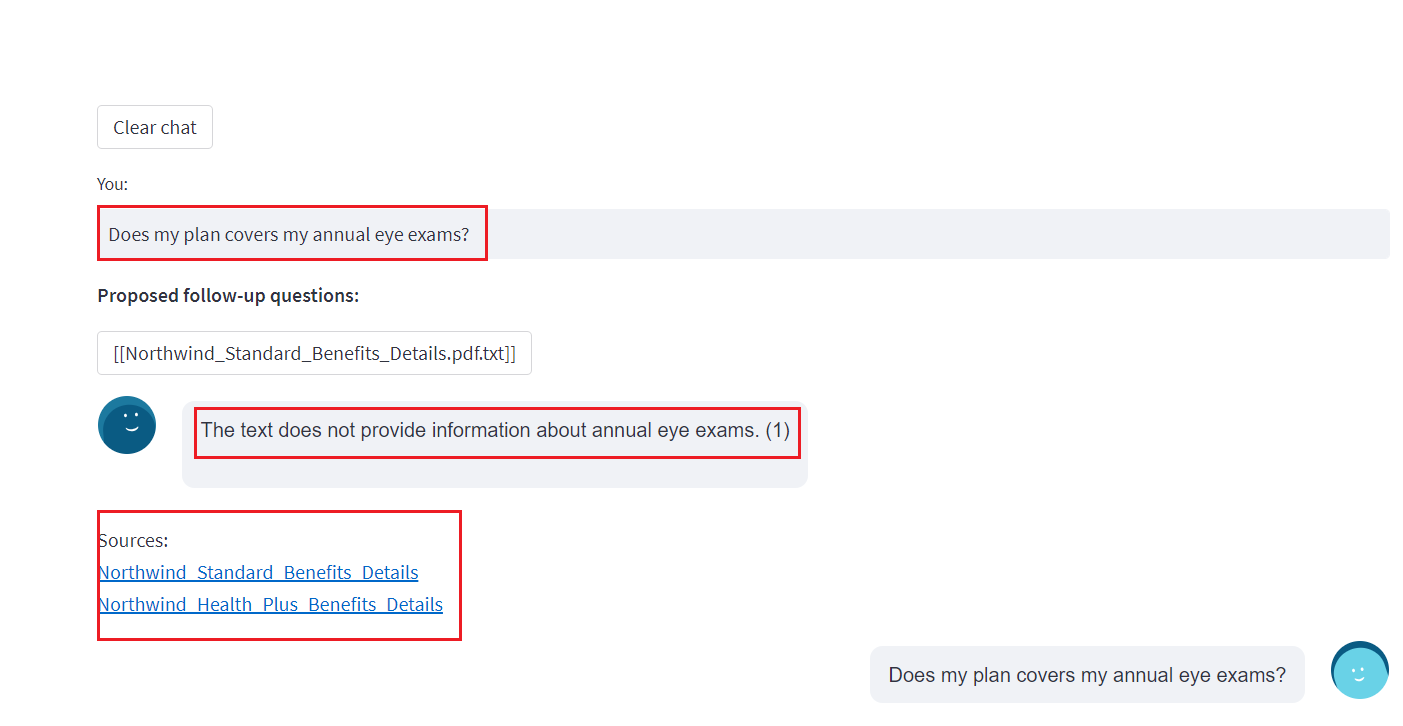 Clear chat
You:
Does my plan covers my annual eye exams?
Proposed follow-up questions:
[[Northwind_Standard_Benefits_Details.pdf.txt]]
The text does not provide information about annual eye exams. (1)
Sources:
Northwind_Standard_Benefits_Details
Northwind_Health_Plus_Benefits_Details
Does my plan covers my annual eye exams?